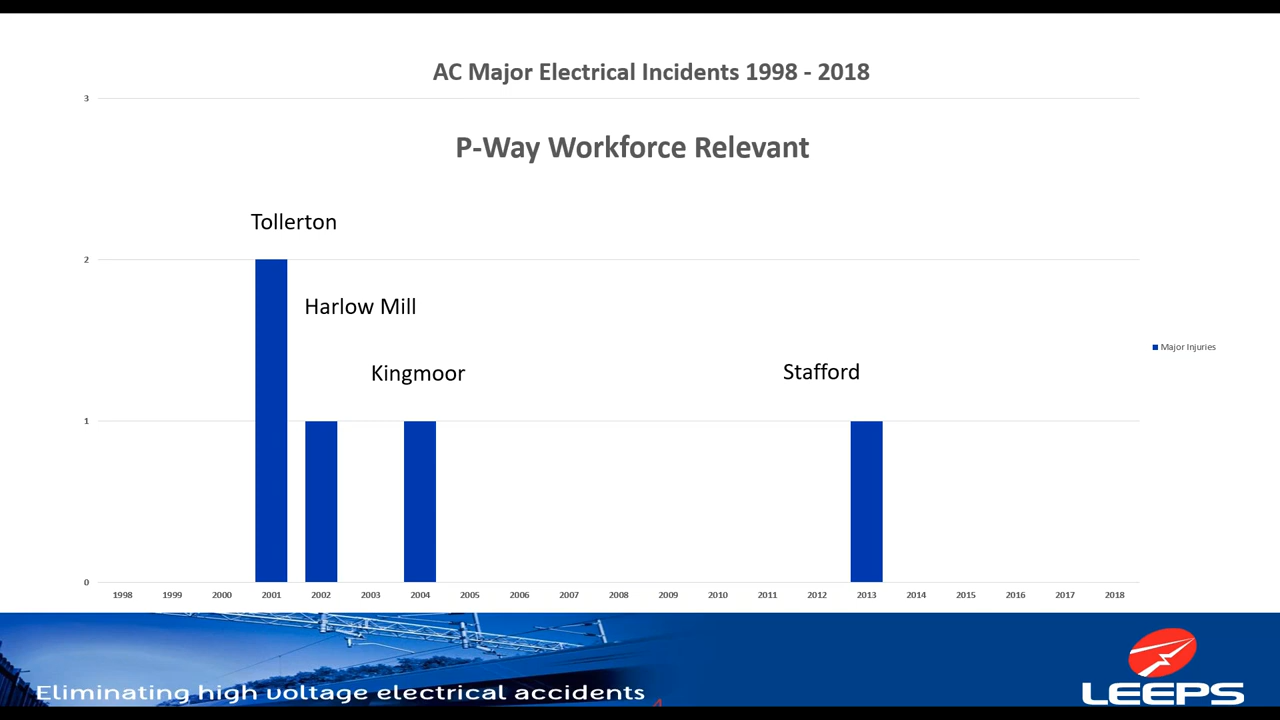 AC Major Electrical Incidents 1998 - 2018
3
P-Way Workforce Relevant
Tollerton
2
Harlow Mill
Major Injuries
Kingmoor
Stafford
1
0
1998 1999 2000 2001 2002 2003 2004 2005 2006 2007 2008 2009 2010 2011 2012 2013 2014 2015 2016 2017 2018
Eliminating high voltage electrical accidents
4
LEEPS